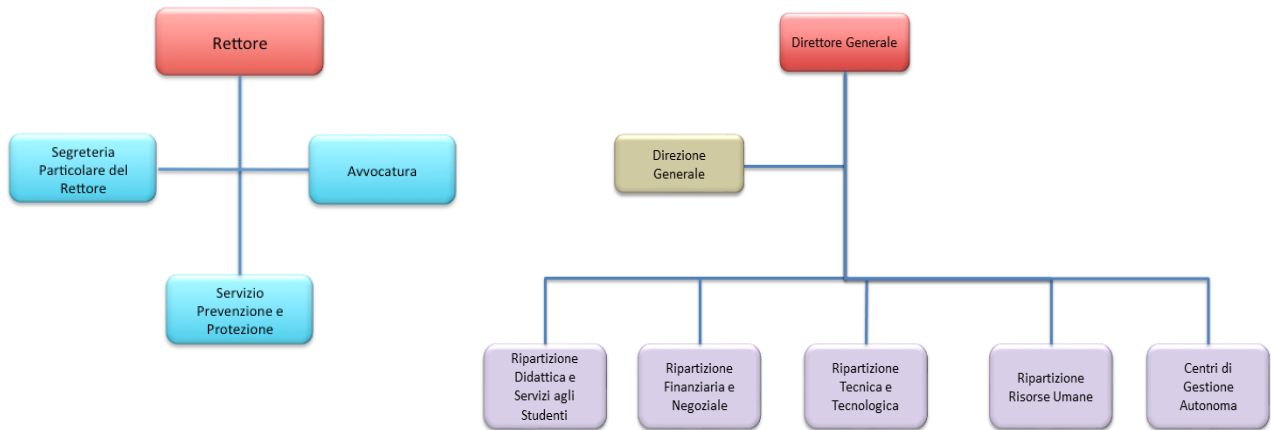 Rettore
Segreteria
Particolare del
Rettore
Avvocatura
Servizio
Prevenzione e
Protezione
Direttore Generale
Direzione
Generale
Ripartizione
Didattica e
Servizi agli
Studenti
Ripartizione
Finanziaria e
Negoziale
Ripartizione
Tecnica e
Tecnologica
Ripartizione
Risorse Umane
Centri di
Gestione
Autonoma